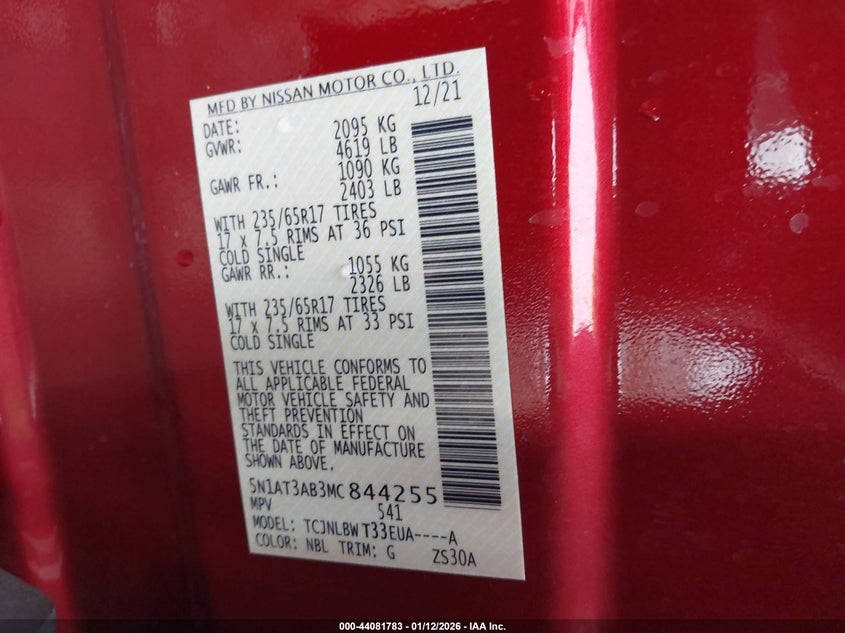 MFD BY NISSAN MOTOR CO., LTD.
DATE: 12/21
GVWR: 2095 KG
4619 LB
GAWR FR.: 1090 KG
2403 LB
WITH 235/65R17 TIRES
17 x 7.5 RIMS AT 36 PSI
COLD SINGLE
GAWR RR.: 1055 KG
2326 LB
WITH 235/65R17 TIRES
17 x 7.5 RIMS AT 33 PSI
COLD SINGLE
THIS VEHICLE CONFORMS TO
ALL APPLICABLE FEDERAL
MOTOR VEHICLE SAFETY AND
THEFT PREVENTION
STANDARDS IN EFFECT ON
THE DATE OF MANUFACTURE
SHOWN ABOVE.
5N1AT3AB3MC844255
MPV 541
MODEL: TCJNLBW T33EUA----A
COLOR: NBL TRIM: G ZS30A
000-44081783 - 01/12/2026 - IAA Inc.